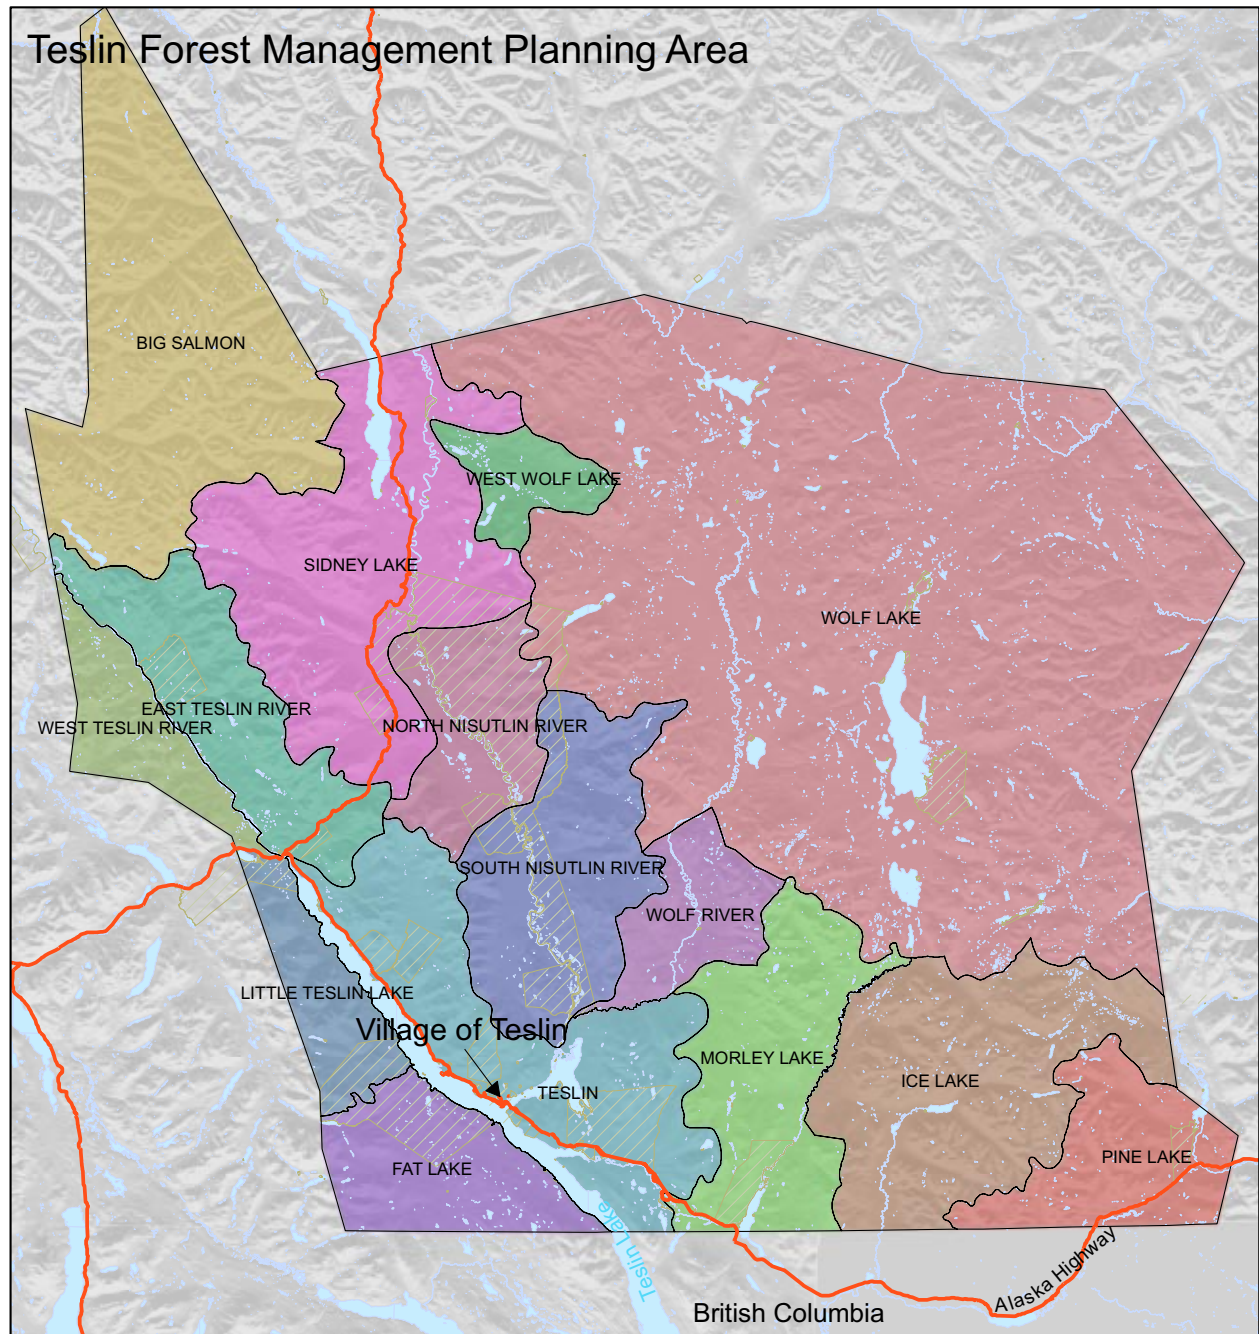 Teslin Forest Management Planning Area
BIG SALMON
WEST WOLF LAKE
SIDNEY LAKE
WOLF LAKE
EAST TESLIN RIVER
WEST TESLIN RIVER
NORTH NISUTLIN RIVER
SOUTH NISUTLIN RIVER
WOLF RIVER
LITTLE TESLIN LAKE
Village of Teslin
MORLEY LAKE
ICE LAKE
TESLIN
PINE LAKE
FAT LAKE
Teslin Lake
Alaska Highway
British Columbia